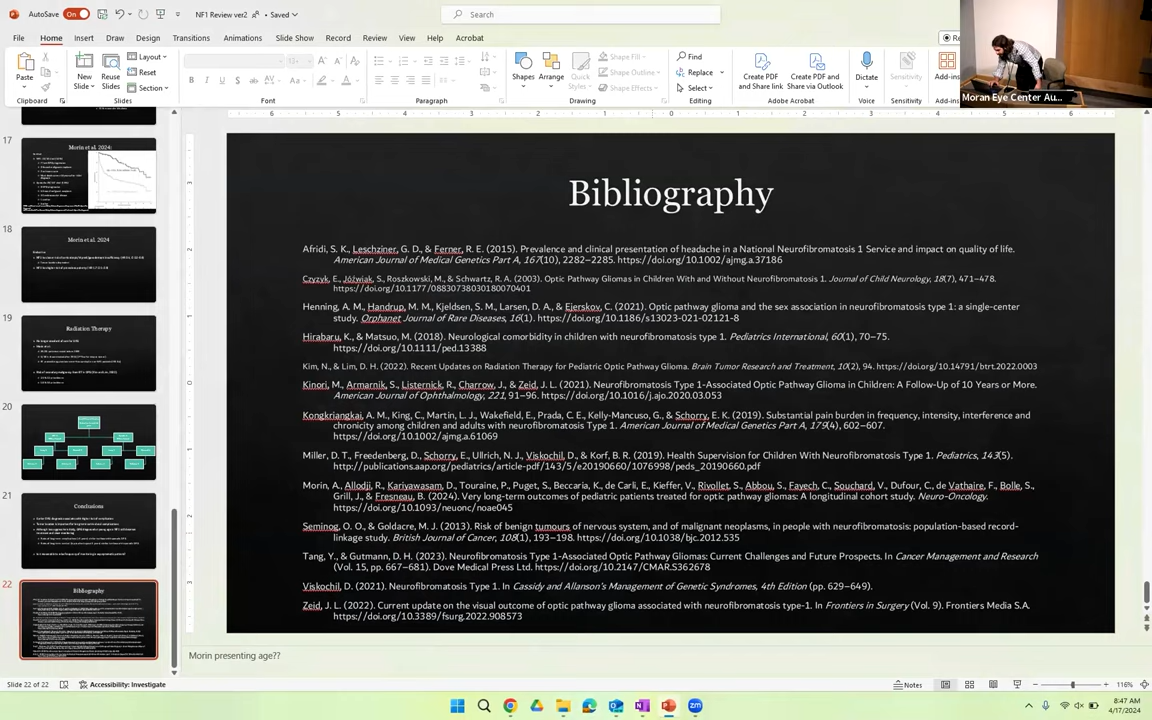 AutoSave On NF1 Review ver2 • Saved Search
File Home Insert Draw Design Transitions Animations Slide Show Record Review View Help Acrobat
Paste New Slide Reuse Slides Layout Reset Section Shapes Arrange Quick Styles Shape Fill Shape Outline Shape Effects Find Replace Select Create PDF and Share link Create PDF and Share via Outlook Dictate Sensitivity Add-ins
Clipboard Slides Font Paragraph Drawing Editing Adobe Acrobat Voice Sensitivity Add-ins
Moran Eye Center Au...
17
Morin et al. 2024:
18
Morin et al. 2024
19
Radiation Therapy
20
21
Conclusions
22
Bibliography
Bibliography
Afridi, S. K., Leschziner, G. D., & Ferner, R. E. (2015). Prevalence and clinical presentation of headache in a National Neurofibromatosis 1 Service and impact on quality of life.
American Journal of Medical Genetics Part A, 167(10), 2282–2285. https://doi.org/10.1002/ajmg.a.37186
Czyzyk, E., Jóźwiak, S., Roszkowski, M., & Schwartz, R. A. (2003). Optic Pathway Gliomas in Children With and Without Neurofibromatosis 1. Journal of Child Neurology, 18(7), 471–478.
https://doi.org/10.1177/08830738030180070401
Henning, A. M., Handrup, M. M., Kjeldsen, S. M., Larsen, D. A., & Ejerskov, C. (2021). Optic pathway glioma and the sex association in neurofibromatosis type 1: a single-center
study. Orphanet Journal of Rare Diseases, 16(1). https://doi.org/10.1186/s13023-021-02121-8
Hirabaru, K., & Matsuo, M. (2018). Neurological comorbidity in children with neurofibromatosis type 1. Pediatrics International, 60(1), 70–75.
https://doi.org/10.1111/ped.13388
Kim, N., & Lim, D. H. (2022). Recent Updates on Radiation Therapy for Pediatric Optic Pathway Glioma. Brain Tumor Research and Treatment, 10(2), 94. https://doi.org/10.14791/btrt.2022.0003
Kinori, M., Armarnik, S., Listernick, R., Charrow, J., & Zeid, J. L. (2021). Neurofibromatosis Type 1-Associated Optic Pathway Glioma in Children: A Follow-Up of 10 Years or More.
American Journal of Ophthalmology, 221, 91–96. https://doi.org/10.1016/j.ajo.2020.03.053
Kongkriangkai, A. M., King, C., Martin, L. J., Wakefield, E., Prada, C. E., Kelly-Mancuso, G., & Schorry, E. K. (2019). Substantial pain burden in frequency, intensity, interference and
chronicity among children and adults with neurofibromatosis Type 1. American Journal of Medical Genetics Part A, 179(4), 602–607.
https://doi.org/10.1002/ajmg.a.61069
Miller, D. T., Freedenberg, D., Schorry, E., Ullrich, N. J., Viskochil, D., & Korf, B. R. (2019). Health Supervision for Children With Neurofibromatosis Type 1. Pediatrics, 143(5).
http://publications.aap.org/pediatrics/article-pdf/143/5/e20190660/1076998/peds_20190660.pdf
Morin, A., Allodji, R., Kariyawasam, D., Touraine, P., Puget, S., Beccaria, K., de Carli, E., Kieffer, V., Rivollet, S., Abbou, S., Fayech, C., Souchard, V., Dufour, C., de Vathaire, F., Bolle, S.,
Grill, J., & Fresneau, B. (2024). Very long-term outcomes of pediatric patients treated for optic pathway gliomas: A longitudinal cohort study. Neuro-Oncology.
https://doi.org/10.1093/neuonc/noae045
Seminog, O. O., & Goldacre, M. J. (2013). Risk of benign tumours of nervous system, and of malignant neoplasms, in people with neurofibromatosis: population-based record-
linkage study. British Journal of Cancer, 108(1), 193–198. https://doi.org/10.1038/bjc.2012.535
Tang, Y., & Gutmann, D. H. (2023). Neurofibromatosis Type 1-Associated Optic Pathway Gliomas: Current Challenges and Future Prospects. In Cancer Management and Research
(Vol. 15, pp. 667–681). Dove Medical Press Ltd. https://doi.org/10.2147/CMAR.S362678
Viskochil, D. (2021). Neurofibromatosis Type 1. In Cassidy and Allanson's Management of Genetic Syndromes, 4th Edition (pp. 629–649).
Zeid, J. L. (2022). Current update on the visual outcome of optic pathway glioma associated with neurofibromatosis type-1. In Frontiers in Surgery (Vol. 9). Frontiers Media S.A.
https://doi.org/10.3389/fsurg.2022.908573
Morin presenting age??
Slide 22 of 22 Accessibility: Investigate Notes 116%
8:47 AM
4/17/2024